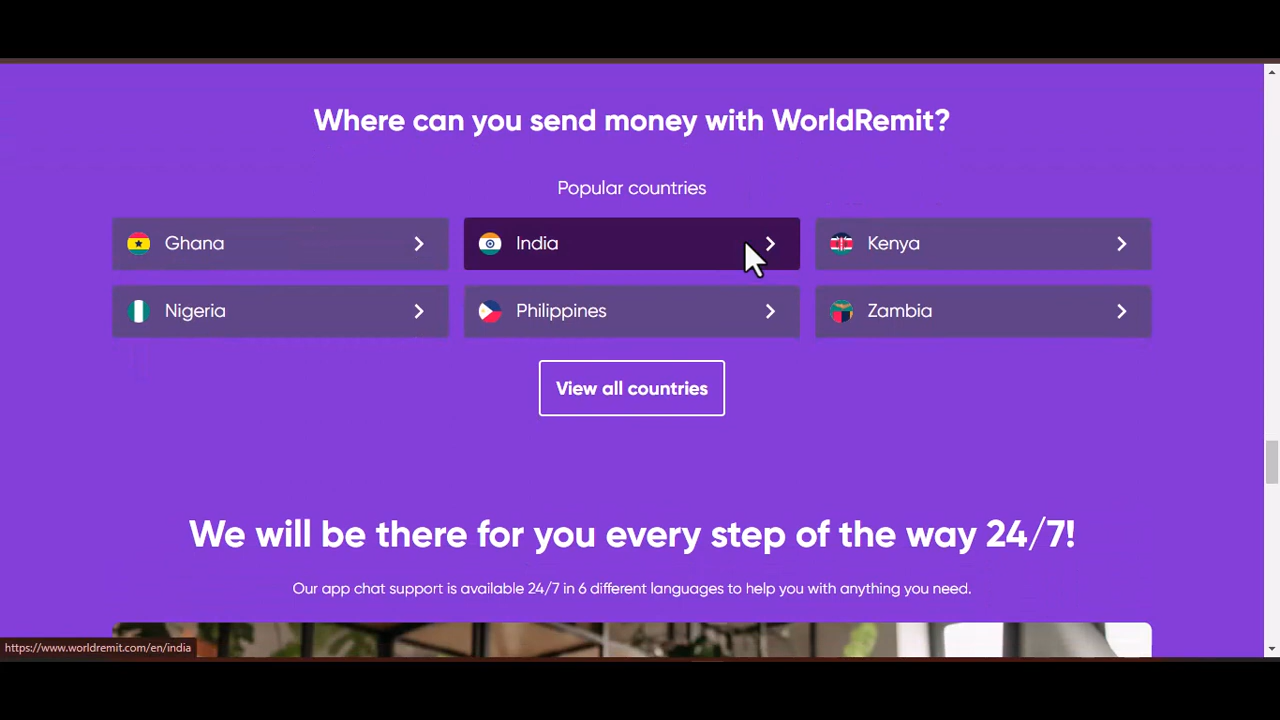 Where can you send money with WorldRemit?
Popular countries
Ghana
India
Kenya
Nigeria
Philippines
Zambia
View all countries
We will be there for you every step of the way 24/7!
Our app chat support is available 24/7 in 6 different languages to help you with anything you need.
https://www.worldremit.com/en/india